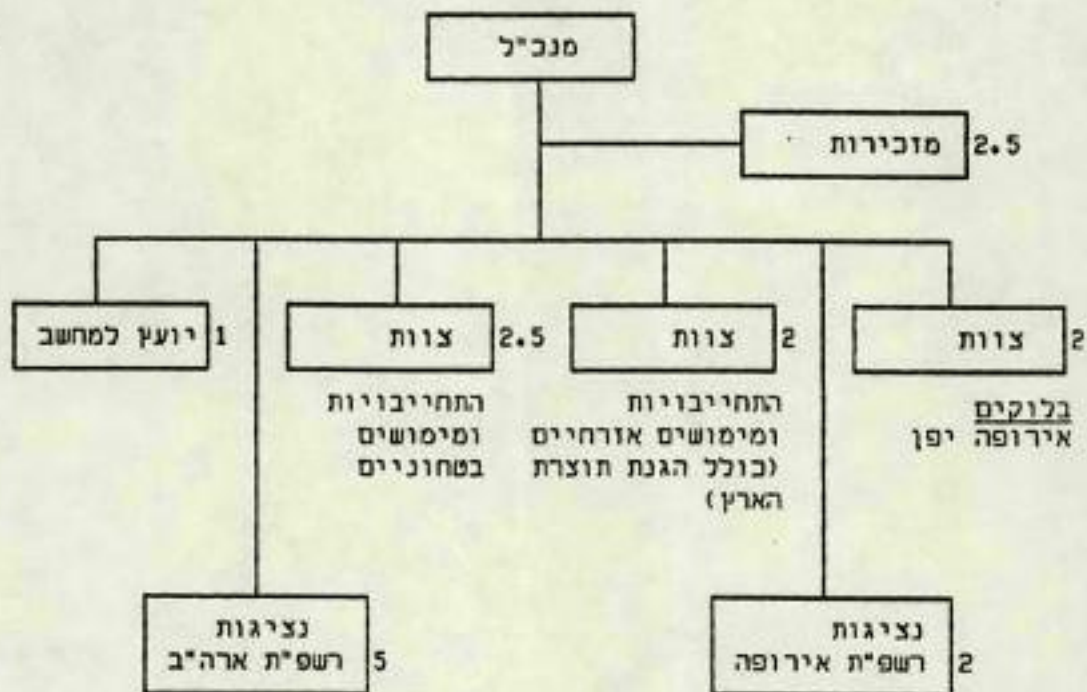 מנכ"ל
מזכירות 2.5
צוות 2
בלוקים
אירופה יפן
צוות 2
התחייבויות
ומימושים אזרחיים
(כולל הגנת תוצרת
הארץ)
צוות 2.5
התחייבויות
ומימושים
בטחוניים
יועץ למחשב 1
נציגות
רשפ"ת אירופה 2
נציגות
רשפ"ת ארה"ב 5